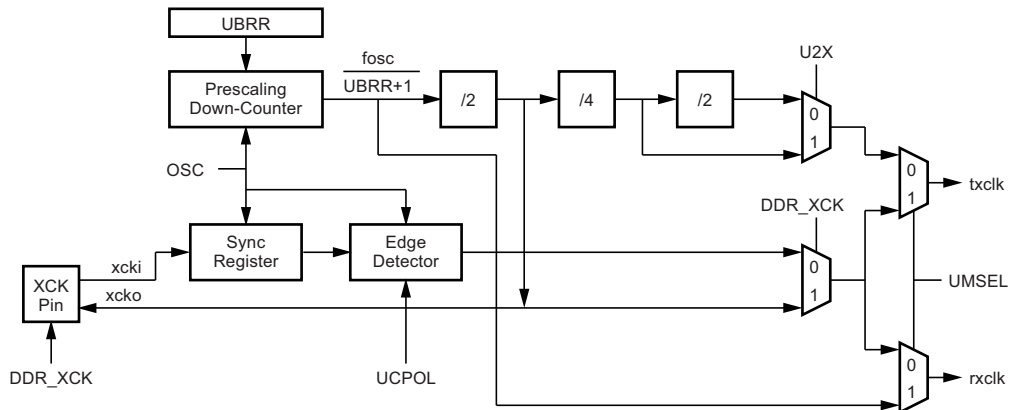 UBRR
Prescaling
Down-Counter
fosc
UBRR+1
/2
/4
/2
U2X
0
1
OSC
DDR_XCK
0
1
txclk
xcki
Sync
Register
Edge
Detector
0
1
XCK
Pin
xcko
UMSEL
DDR_XCK
UCPOL
0
1
rxclk